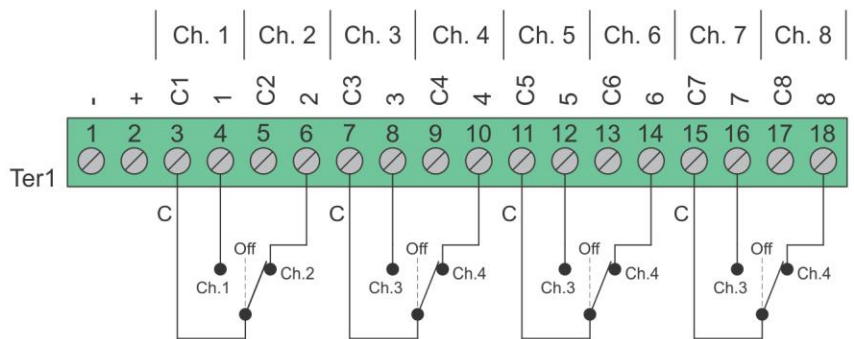 Ch. 1 Ch. 2 Ch. 3 Ch. 4 Ch. 5 Ch. 6 Ch. 7 Ch. 8
- + C1 1 C2 2 C3 3 C4 4 C5 5 C6 6 C7 7 C8 8
1 2 3 4 5 6 7 8 9 10 11 12 13 14 15 16 17 18
Ter1
C C C C
Off Off Off Off
Ch.1 Ch.2 Ch.3 Ch.4 Ch.3 Ch.4 Ch.3 Ch.4